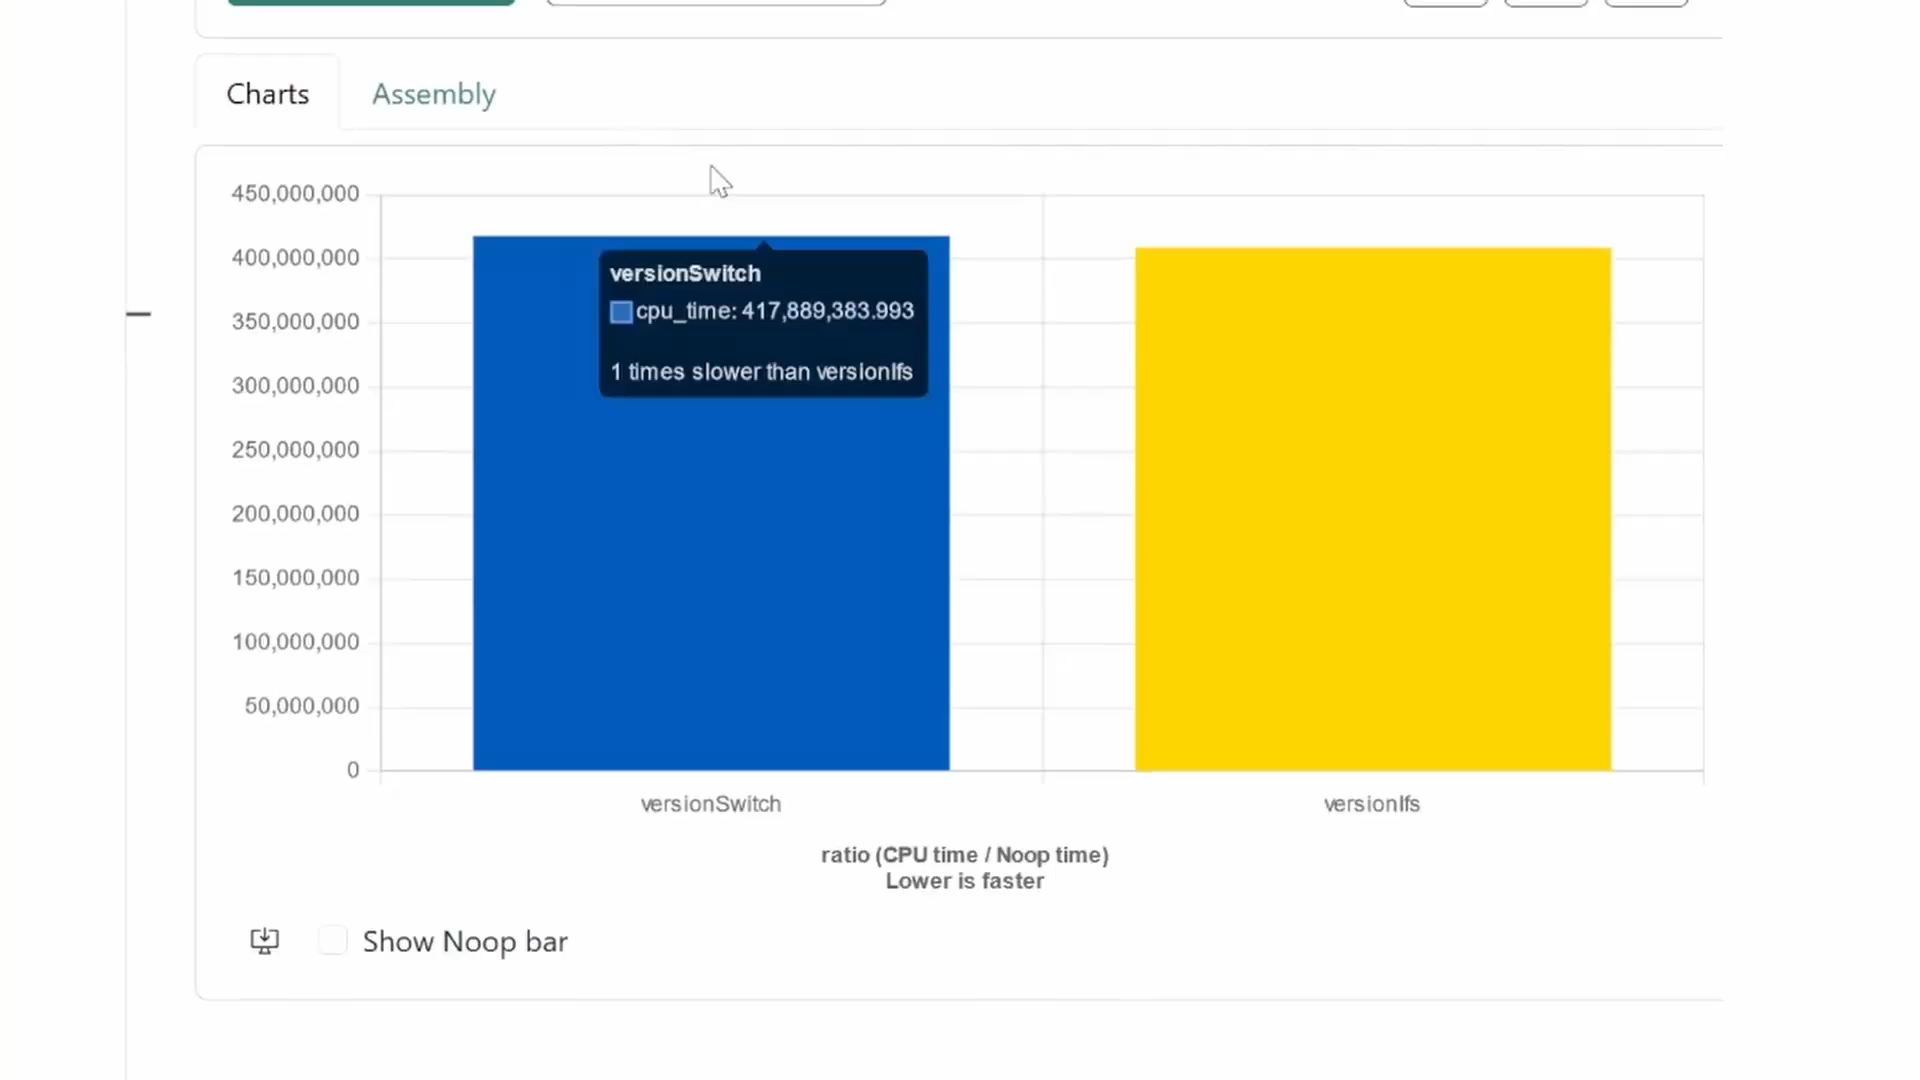 Charts
Assembly
450,000,000
400,000,000
350,000,000
300,000,000
250,000,000
200,000,000
150,000,000
100,000,000
50,000,000
0
versionSwitch
cpu_time: 417,889,383.993
1 times slower than versionIfs
versionSwitch
versionIfs
ratio (CPU time / Noop time)
Lower is faster
Show Noop bar